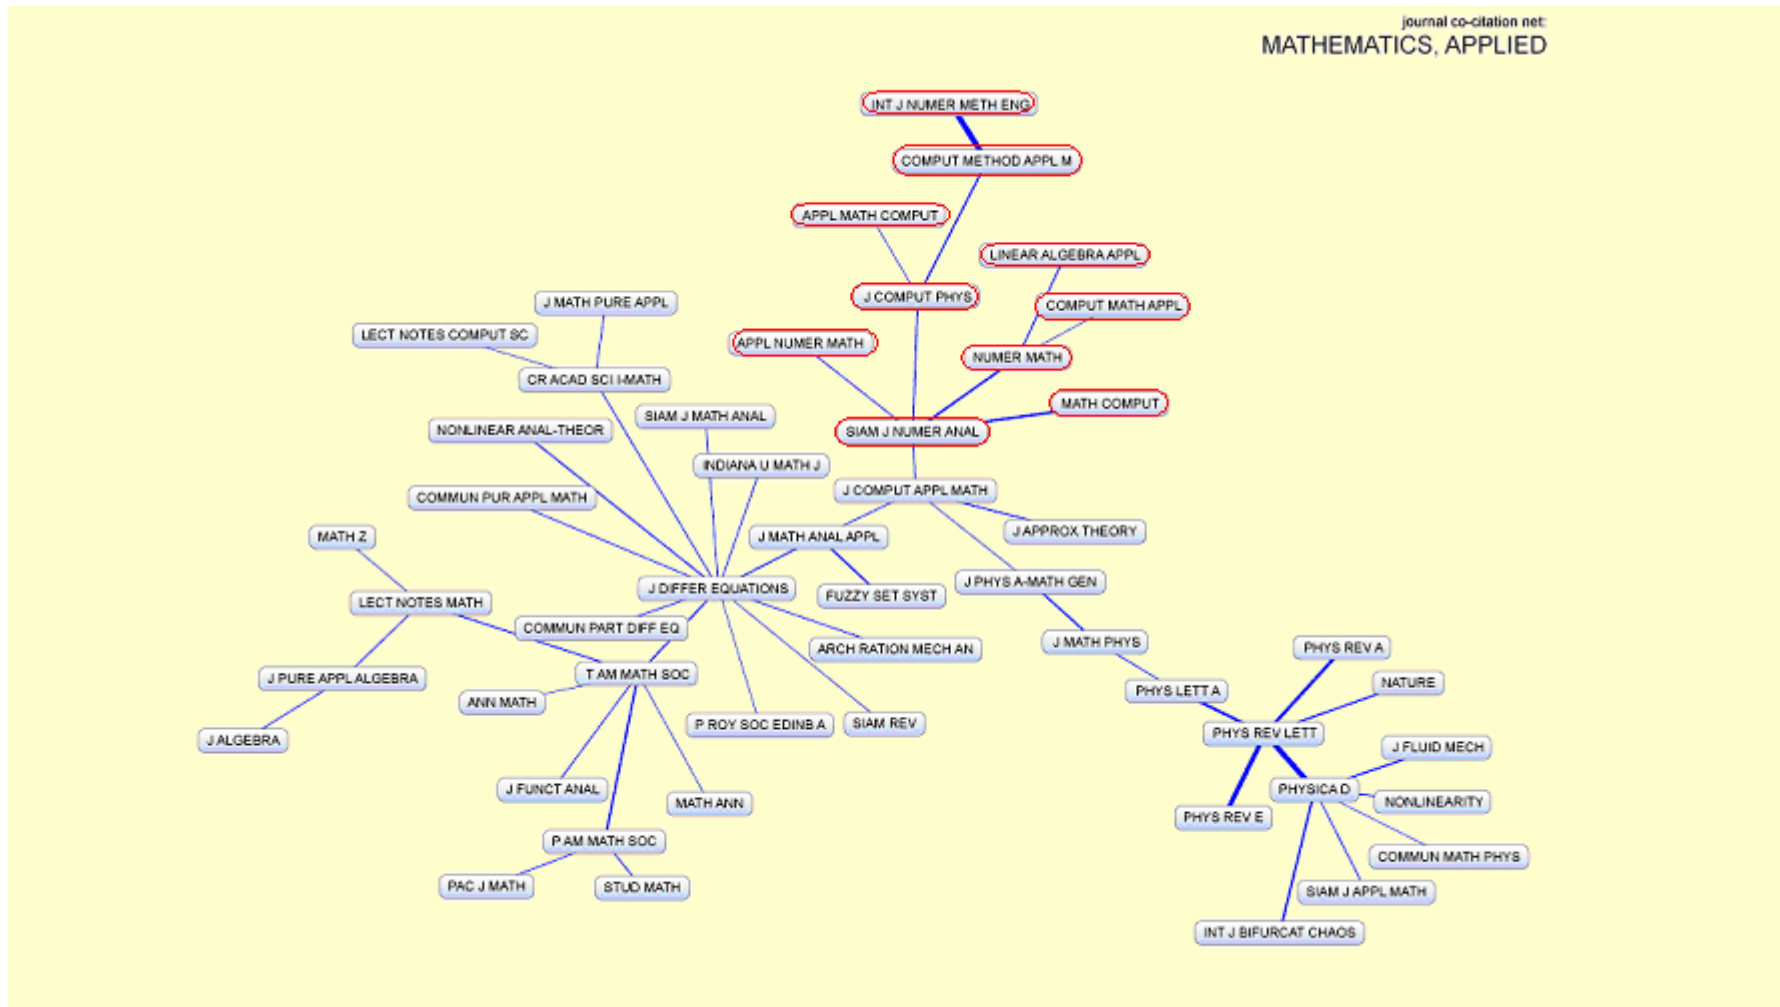 journal co-citation net:
MATHEMATICS, APPLIED
INT J NUMER METH ENG
COMPUT METHOD APPL M
APPL MATH COMPUT
LINEAR ALGEBRA APPL
J COMPUT PHYS
J MATH PURE APPL
COMPUT MATH APPL
LECT NOTES COMPUT SC
APPL NUMER MATH
NUMER MATH
CR ACAD SCI I-MATH
MATH COMPUT
SIAM J MATH ANAL
NONLINEAR ANAL-THEOR
SIAM J NUMER ANAL
INDIANA U MATH J
J COMPUT APPL MATH
COMMUN PUR APPL MATH
J APPROX THEORY
MATH Z
J MATH ANAL APPL
J PHYS A-MATH GEN
J DIFFER EQUATIONS
FUZZY SET SYST
LECT NOTES MATH
COMMUN PART DIFF EQ
J MATH PHYS
PHYS REV A
ARCH RATION MECH AN
T AM MATH SOC
J PURE APPL ALGEBRA
NATURE
PHYS LETT A
ANN MATH
P ROY SOC EDINB A
SIAM REV
PHYS REV LETT
J ALGEBRA
J FLUID MECH
J FUNCT ANAL
PHYSICA D
MATH ANN
NONLINEARITY
PHYS REV E
P AM MATH SOC
COMMUN MATH PHYS
PAC J MATH
STUD MATH
SIAM J APPL MATH
INT J BIFURCAT CHAOS